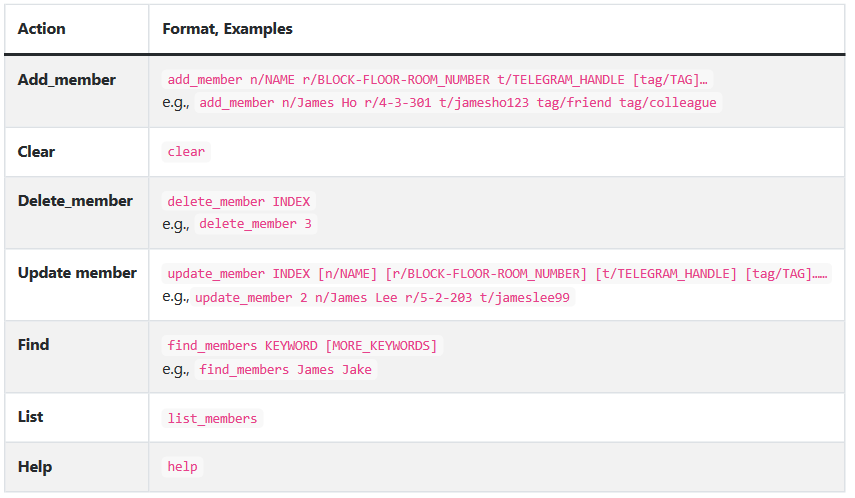 Action Format, Examples
Add_member add_member n/NAME r/BLOCK-FLOOR-ROOM_NUMBER t/TELEGRAM_HANDLE [tag/TAG]…
e.g., add_member n/James Ho r/4-3-301 t/jamesho123 tag/friend tag/colleague
Clear clear
Delete_member delete_member INDEX
e.g., delete_member 3
Update member update_member INDEX [n/NAME] [r/BLOCK-FLOOR-ROOM_NUMBER] [t/TELEGRAM_HANDLE] [tag/TAG]……
e.g., update_member 2 n/James Lee r/5-2-203 t/jameslee99
Find find_members KEYWORD [MORE_KEYWORDS]
e.g., find_members James Jake
List list_members
Help help